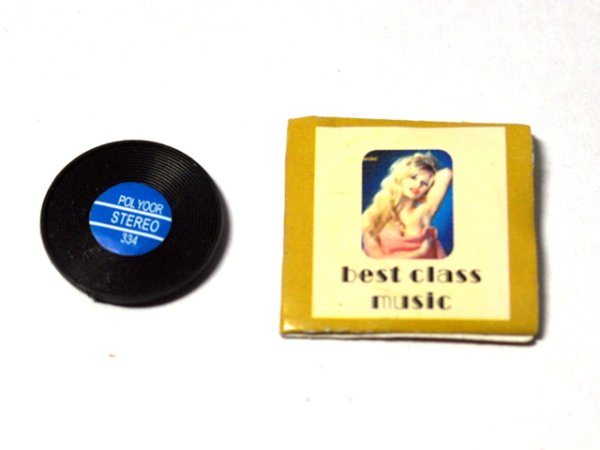 POLYOOR
STEREO
334
best class
music